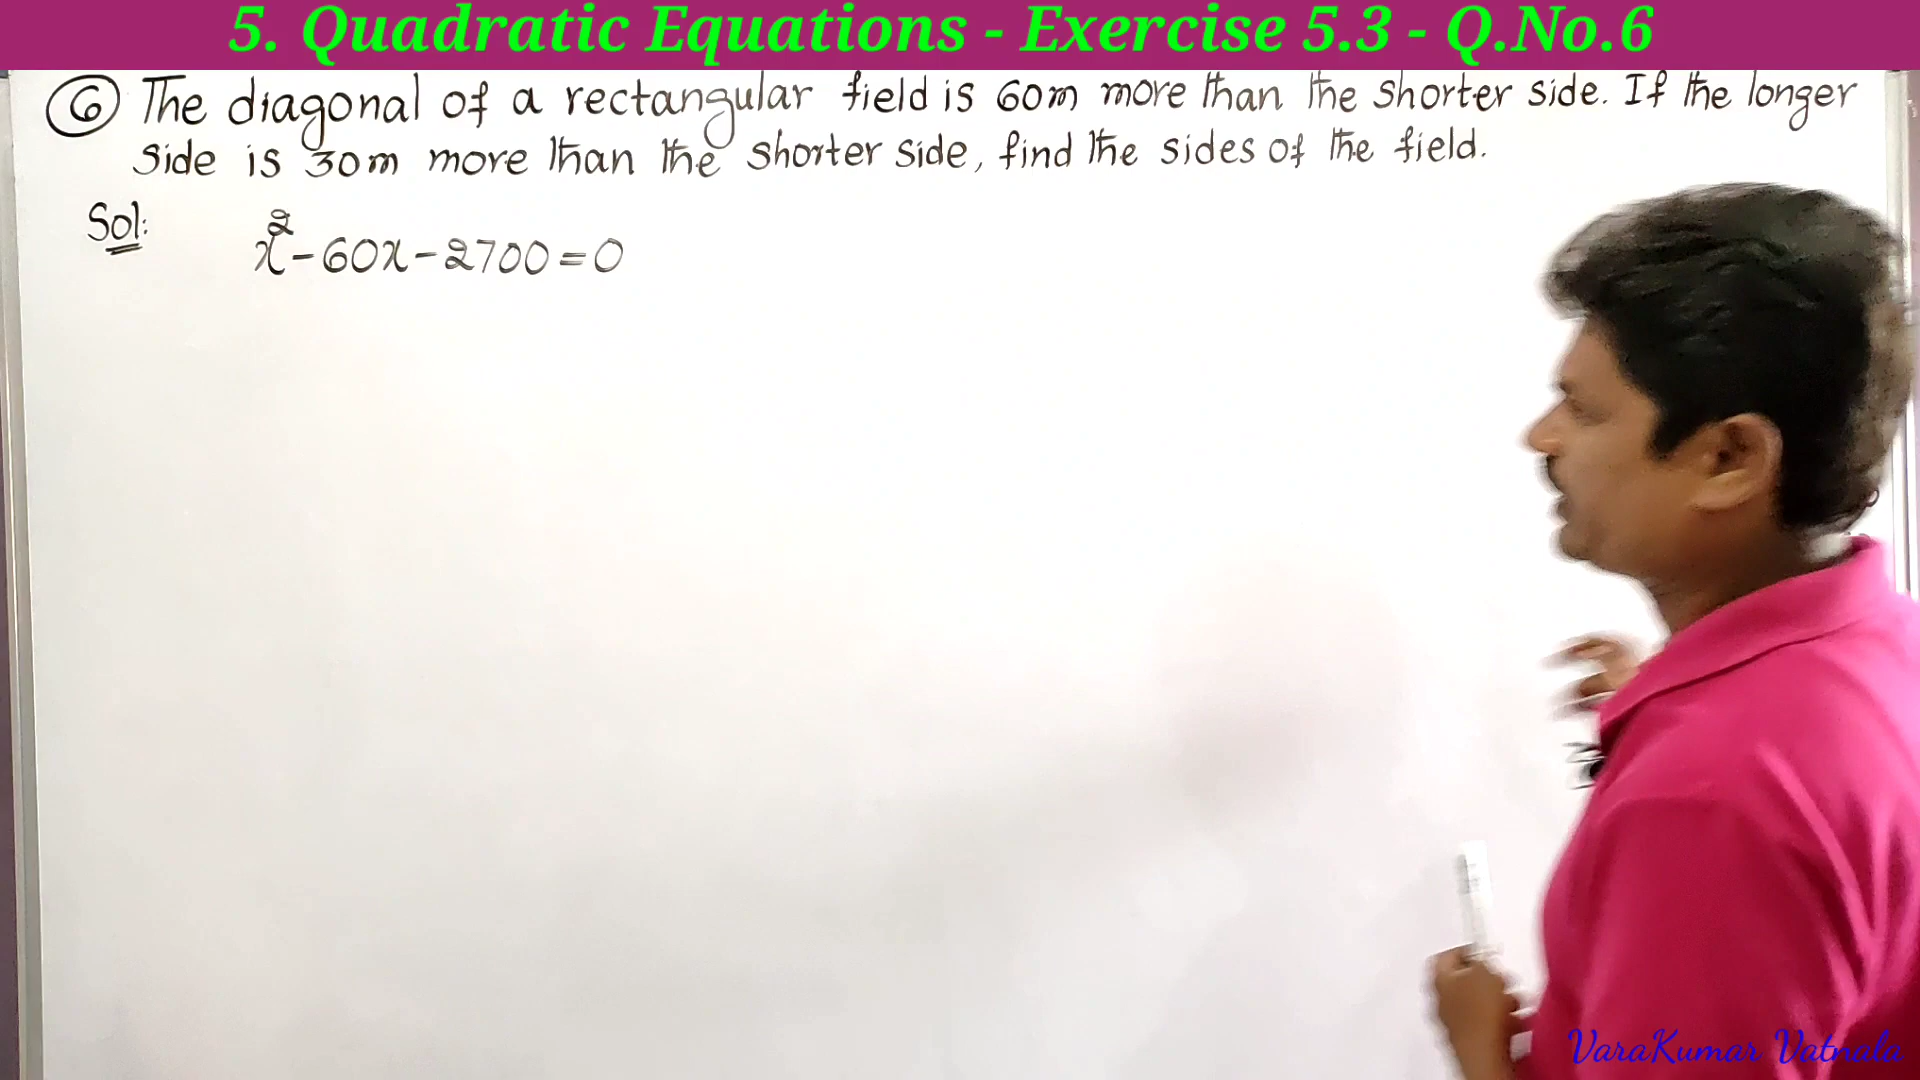 5. Quadratic Equations - Exercise 5.3 - Q.No.6
⑥ The diagonal of a rectangular field is 60m more than the shorter side. If the longer
side is 30m more than the shorter side, find the sides of the field.
Sol:
x² - 60x - 2700 = 0
VaraKumar Vatnala